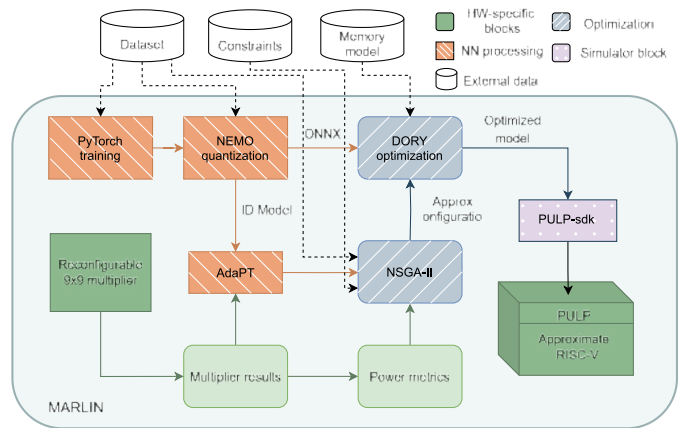 Dataset
Constraints
Memory
model
HW-specific
blocks
Optimization
NN processing
Simulator block
External data
PyTorch
training
NEMO
quantization
ONNX
DORY
optimization
Optimized
model
ID Model
Approx
onfiguratio
PULP-sdk
Reconfigurable
9x9 multiplier
AdaPT
NSGA-II
PULP
Approximate
RISC-V
Multiplier results
Power metrics
MARLIN